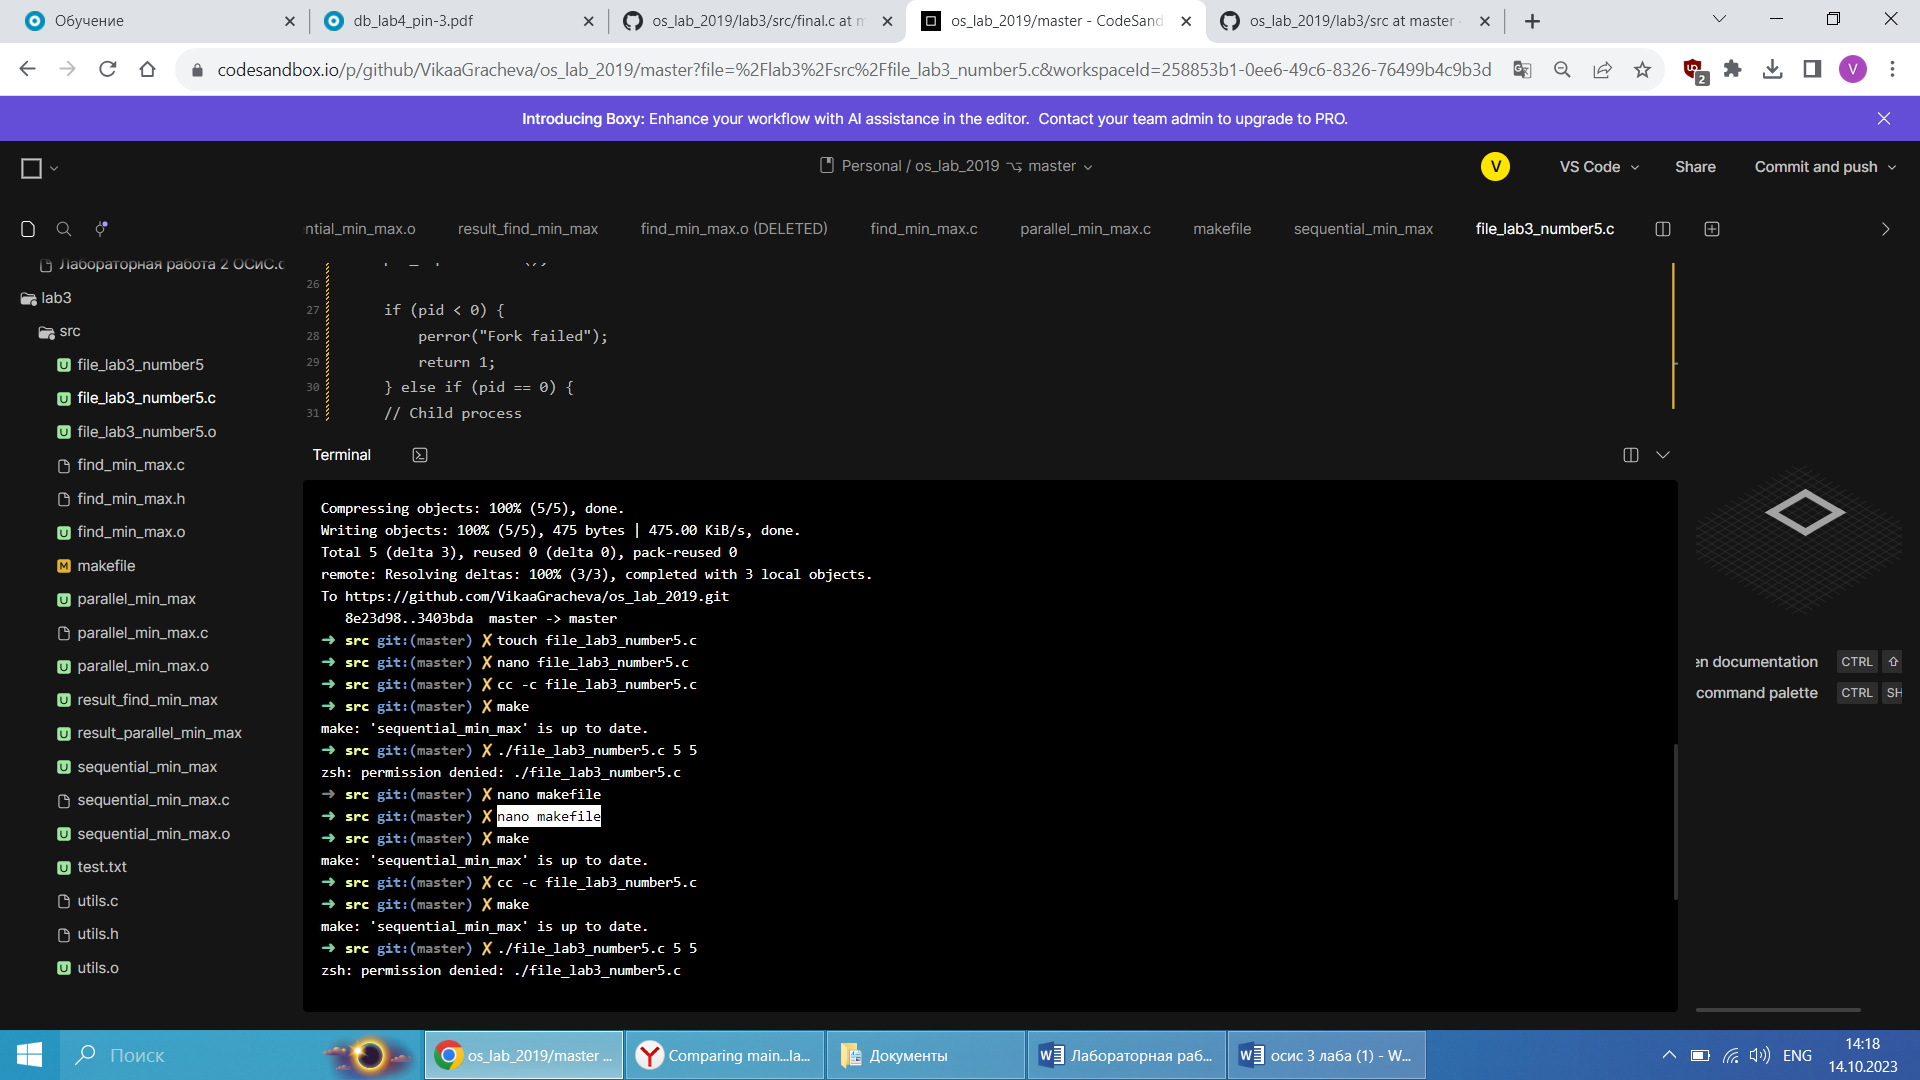 Обучение
db_lab4_pin-3.pdf
os_lab_2019/lab3/src/final.c at m
os_lab_2019/master - CodeSand
os_lab_2019/lab3/src at master
codesandbox.io/p/github/VikaaGracheva/os_lab_2019/master?file=%2Flab3%2Fsrc%2Ffile_lab3_number5.c&workspaceId=258853b1-0ee6-49c6-8326-76499b4c9b3d
2
V
Introducing Boxy: Enhance your workflow with AI assistance in the editor. Contact your team admin to upgrade to PRO.
Personal / os_lab_2019 master
V
VS Code
Share
Commit and push
ential_min_max.o
result_find_min_max
find_min_max.o (DELETED)
find_min_max.c
parallel_min_max.c
makefile
sequential_min_max
file_lab3_number5.c
Лабораторная работа 2 ОСиС.d
lab3
src
U file_lab3_number5
U file_lab3_number5.c
U file_lab3_number5.o
find_min_max.c
find_min_max.h
U find_min_max.o
M makefile
U parallel_min_max
parallel_min_max.c
U parallel_min_max.o
U result_find_min_max
U result_parallel_min_max
U sequential_min_max
sequential_min_max.c
U sequential_min_max.o
U test.txt
utils.c
utils.h
U utils.o
26
27 if (pid < 0) {
28 perror("Fork failed");
29 return 1;
30 } else if (pid == 0) {
31 // Child process
Terminal
Compressing objects: 100% (5/5), done.
Writing objects: 100% (5/5), 475 bytes | 475.00 KiB/s, done.
Total 5 (delta 3), reused 0 (delta 0), pack-reused 0
remote: Resolving deltas: 100% (3/3), completed with 3 local objects.
To https://github.com/VikaaGracheva/os_lab_2019.git
8e23d98..3403bda  master -> master
➜ src git:(master) ✗ touch file_lab3_number5.c
➜ src git:(master) ✗ nano file_lab3_number5.c
➜ src git:(master) ✗ cc -c file_lab3_number5.c
➜ src git:(master) ✗ make
make: 'sequential_min_max' is up to date.
➜ src git:(master) ✗ ./file_lab3_number5.c 5 5
zsh: permission denied: ./file_lab3_number5.c
➜ src git:(master) ✗ nano makefile
➜ src git:(master) ✗ nano makefile
➜ src git:(master) ✗ make
make: 'sequential_min_max' is up to date.
➜ src git:(master) ✗ cc -c file_lab3_number5.c
➜ src git:(master) ✗ make
make: 'sequential_min_max' is up to date.
➜ src git:(master) ✗ ./file_lab3_number5.c 5 5
zsh: permission denied: ./file_lab3_number5.c
en documentation CTRL ⇧
command palette CTRL SH
Поиск
os_lab_2019/master ...
Comparing main...la...
Документы
Лабораторная раб...
осис 3 лаба (1) - W...
ENG
14:18
14.10.2023